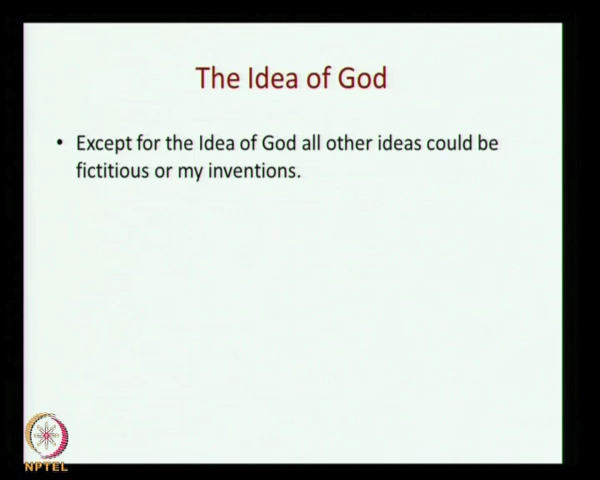 The Idea of God
• Except for the Idea of God all other ideas could be
fictitious or my inventions.
NPTEL